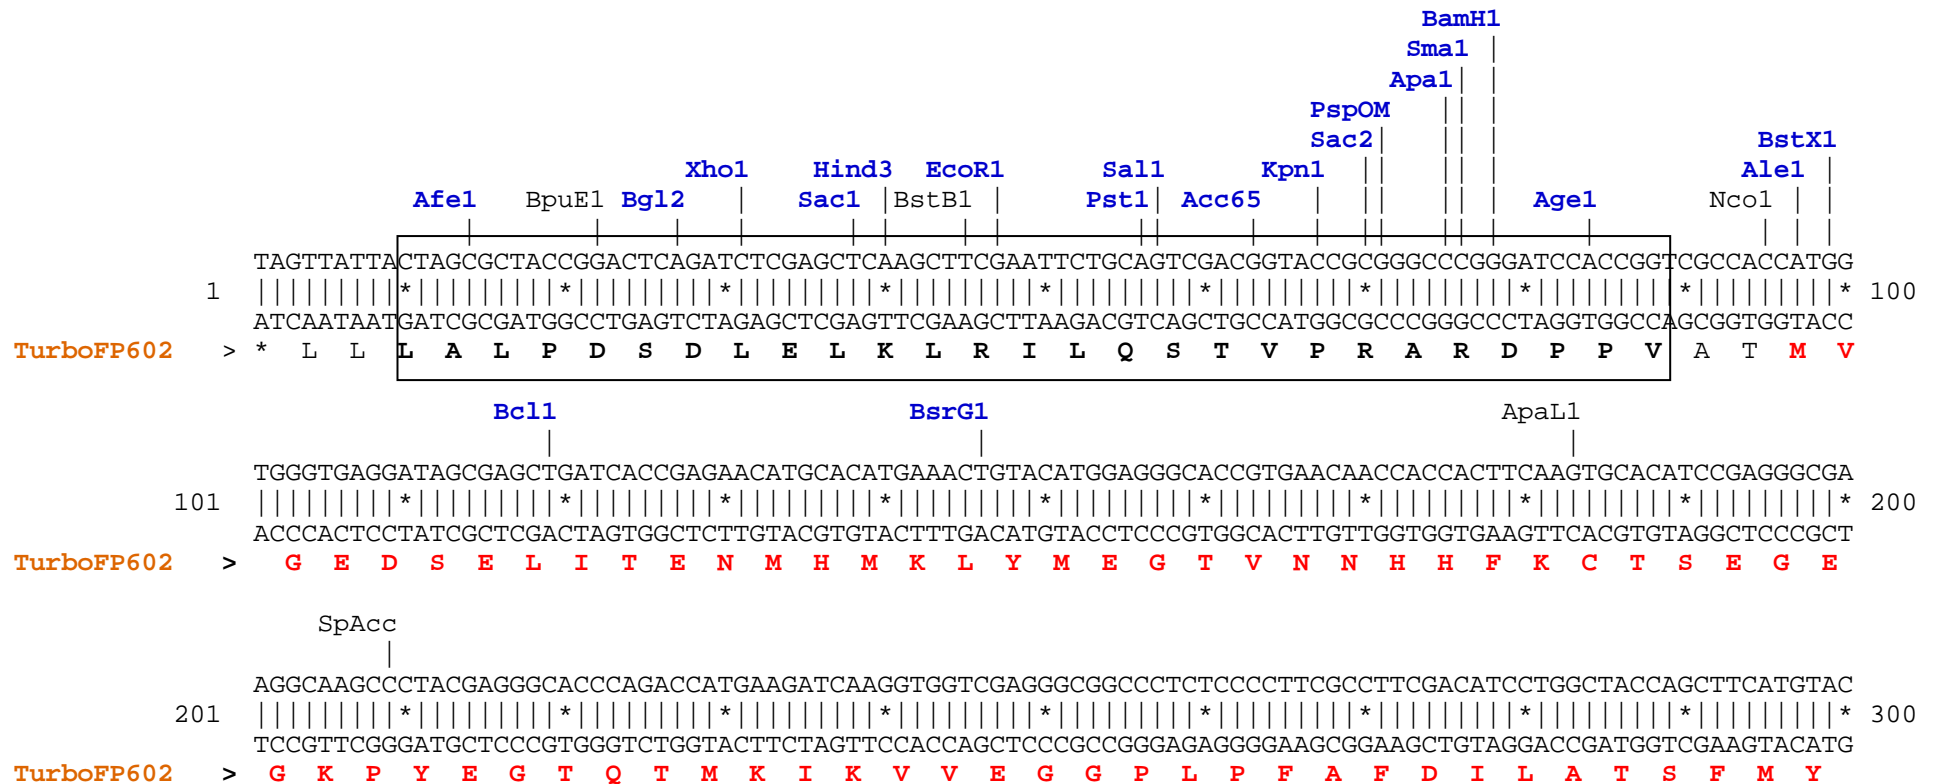 BamH1
Sma1
Apa1
PspOM
Sac2 BstX1
Xho1 Hind3 EcoR1 Sal1 Kpn1 Ale1
Afe1 BpuE1 Bgl2 Sac1 BstB1 Pst1 Acc65 Age1 Nco1
TAGTTATTACTAGCGCTACCGGACTCAGATCTCGAGCTCAAGCTTCGAATTCTGCAGTCGACGGTACCGCGGGCCCGGGATCCACCGGTCGCCACCATGG
1 |||||||||*|||||||||*|||||||||*|||||||||*|||||||||*|||||||||*|||||||||*|||||||||*|||||||||*|||||||||* 100
ATCAATAATGATCGCGATGGCCTGAGTCTAGAGCTCGAGTTCGAAGCTTAAGACGTCAGCTGCCATGGCGCCCGGGCCCTAGGTGGCCAGCGGTGGTACC
TurboFP602 > * L L L A L P D S D L E L K L R I L Q S T V P R A R D P P V A T M V
Bcl1 BsrG1 ApaL1
TGGGTGAGGATAGCGAGCTGATCACCGAGAACATGCACATGAAACTGTACATGGAGGGCACCGTGAACAACCACCACTTCAAGTGCACATCCGAGGGCGA
101 |||||||||*|||||||||*|||||||||*|||||||||*|||||||||*|||||||||*|||||||||*|||||||||*|||||||||*|||||||||* 200
ACCCACTCCTATCGCTCGACTAGTGGCTCTTGTACGTGTACTTTGACATGTACCTCCCGTGGCACTTGTTGGTGGTGAAGTTCACGTGTAGGCTCCCGCT
TurboFP602 > G E D S E L I T E N M H M K L Y M E G T V N N H H F K C T S E G E
SpAcc
AGGCAAGCCCTACGAGGGCACCCAGACCATGAAGATCAAGGTGGTCGAGGGCGGCCCTCTCCCCTTCGCCTTCGACATCCTGGCTACCAGCTTCATGTAC
201 |||||||||*|||||||||*|||||||||*|||||||||*|||||||||*|||||||||*|||||||||*|||||||||*|||||||||*|||||||||* 300
TCCGTTCGGGATGCTCCCGTGGGTCTGGTACTTCTAGTTCCACCAGCTCCCGCCGGGAGAGGGGAAGCGGAAGCTGTAGGACCGATGGTCGAAGTACATG
TurboFP602 > G K P Y E G T Q T M K I K V V E G G P L P F A F D I L A T S F M Y